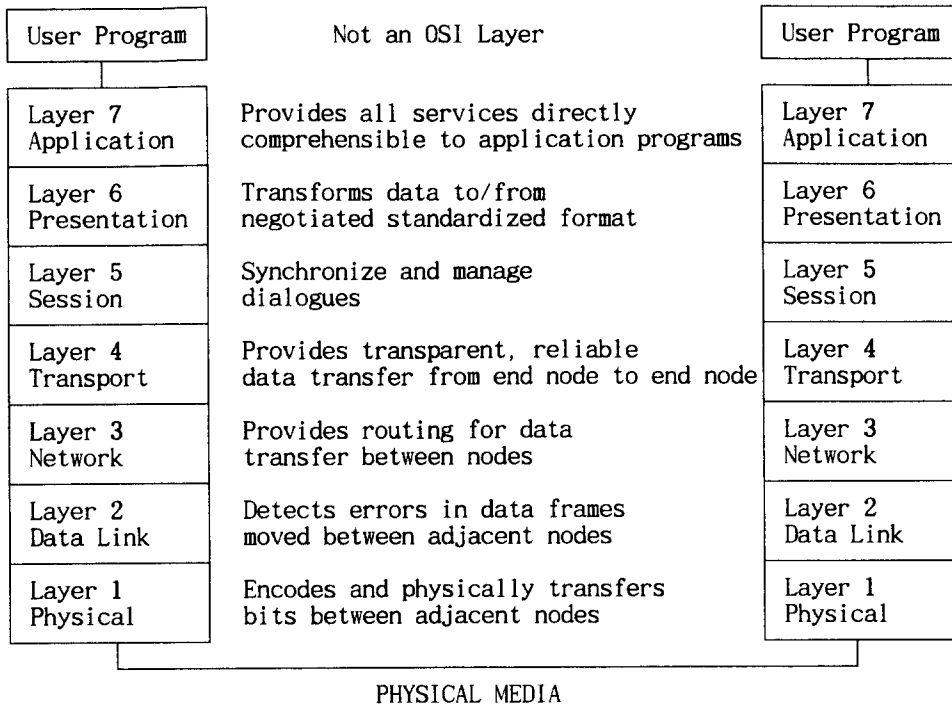 User Program
Not an OSI Layer
User Program
Layer 7
Application
Provides all services directly
comprehensible to application programs
Layer 7
Application
Layer 6
Presentation
Transforms data to/from
negotiated standardized format
Layer 6
Presentation
Layer 5
Session
Synchronize and manage
dialogues
Layer 5
Session
Layer 4
Transport
Provides transparent, reliable
data transfer from end node to end node
Layer 4
Transport
Layer 3
Network
Provides routing for data
transfer between nodes
Layer 3
Network
Layer 2
Data Link
Detects errors in data frames
moved between adjacent nodes
Layer 2
Data Link
Layer 1
Physical
Encodes and physically transfers
bits between adjacent nodes
Layer 1
Physical
PHYSICAL MEDIA